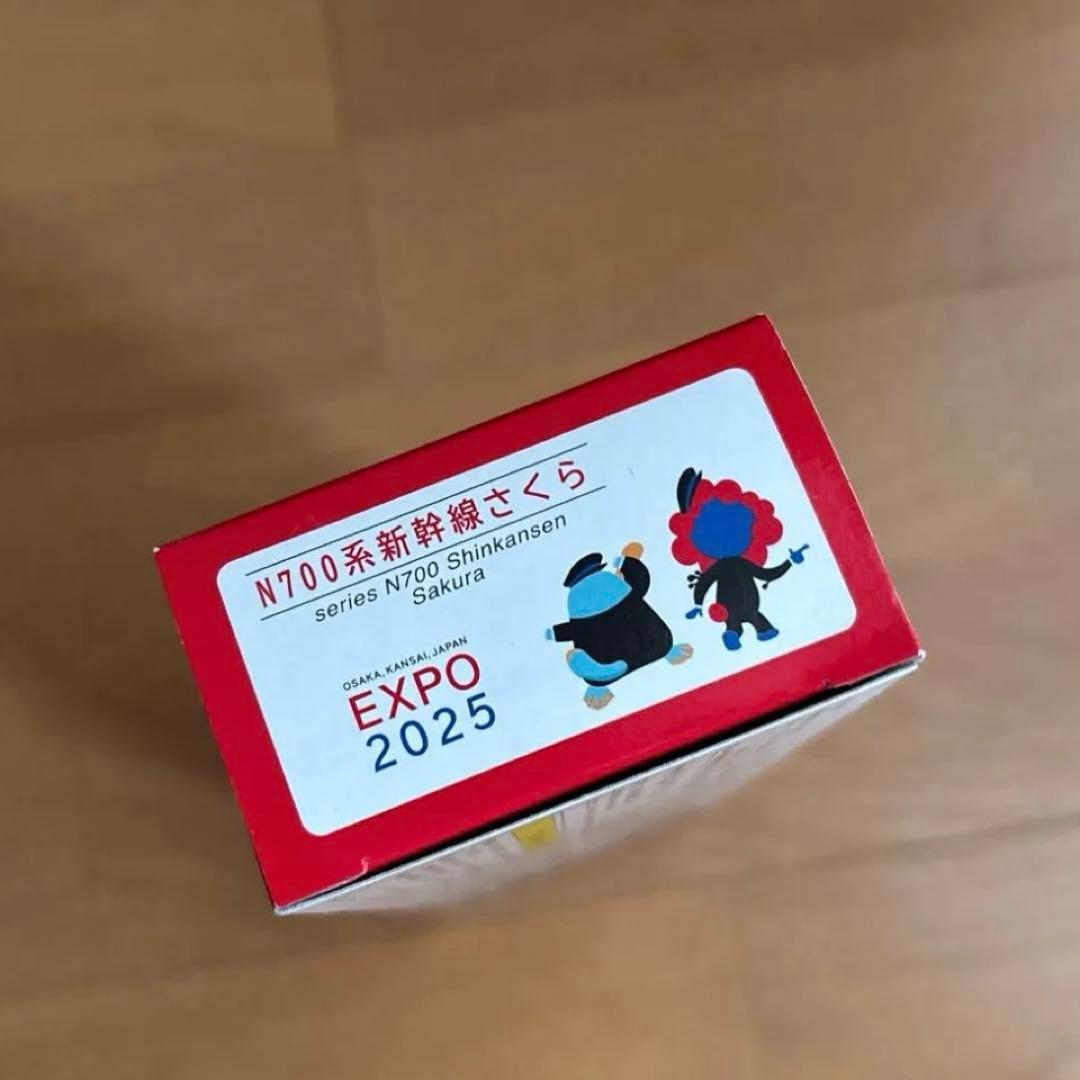 N700系新幹線さくら
series N700 Shinkansen
Sakura
OSAKA, KANSAI, JAPAN
EXPO
2025